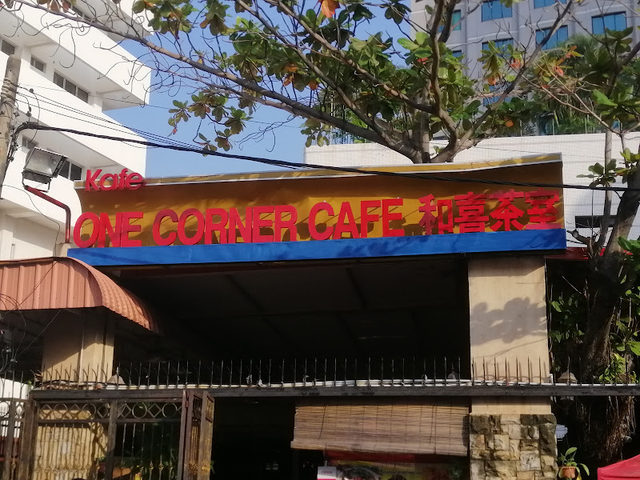 Kafe
ONE CORNER CAFE 和喜茶室